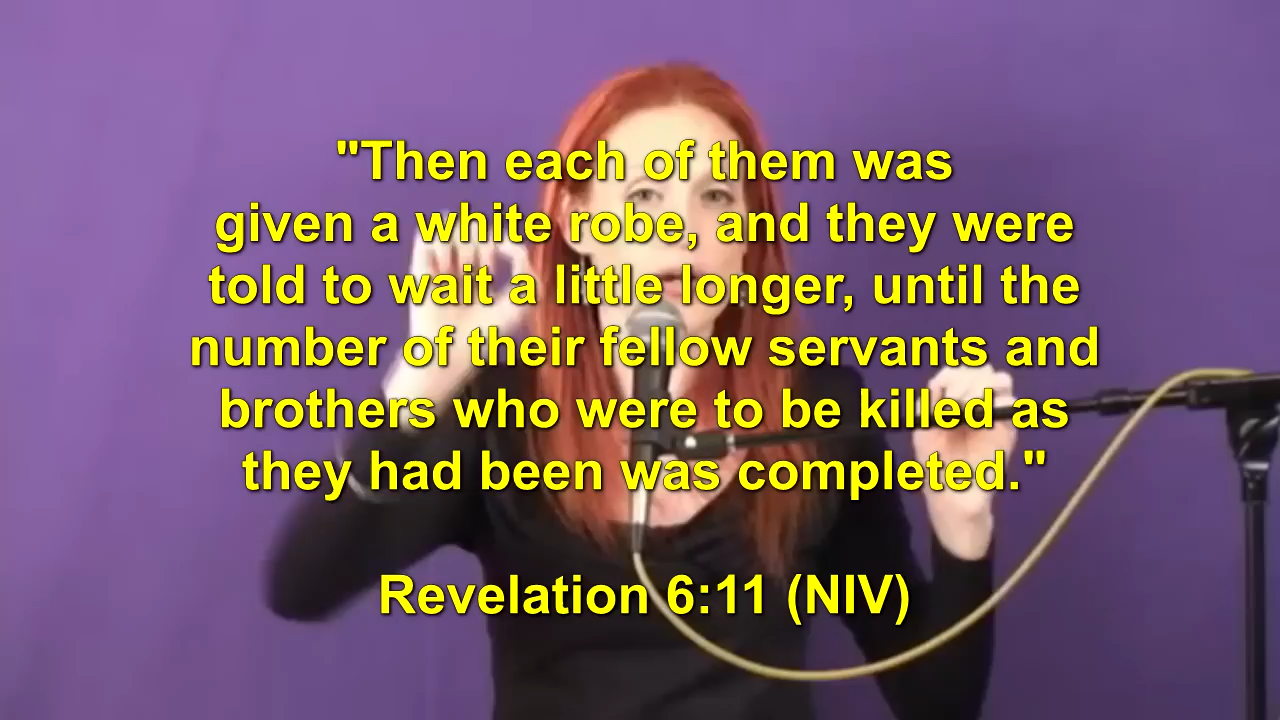 "Then each of them was
given a white robe, and they were
told to wait a little longer, until the
number of their fellow servants and
brothers who were to be killed as
they had been was completed."
Revelation 6:11 (NIV)